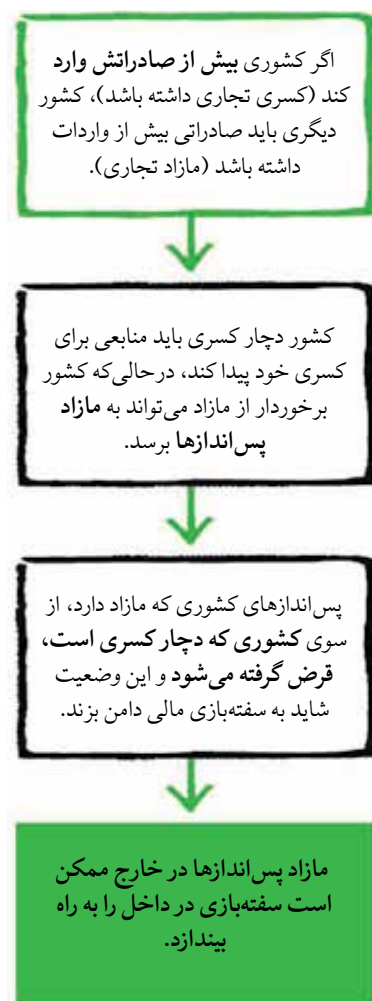 اگر کشوری بیش از صادراتش وارد
کند (کسری تجاری داشته باشد)، کشور
دیگری باید صادراتی بیش از واردات
داشته باشد (مازاد تجاری).
کشور دچار کسری باید منابعی برای
کسری خود پیدا کند، درحالی‌که کشور
برخوردار از مازاد می‌تواند به مازاد
پس‌اندازها برسد.
پس‌اندازهای کشوری که مازاد دارد، از
سوی کشوری که دچار کسری است،
قرض گرفته می‌شود و این وضعیت
شاید به سفته‌بازی مالی دامن بزند.
مازاد پس‌اندازها در خارج ممکن
است سفته‌بازی در داخل را به راه
بیندازد.